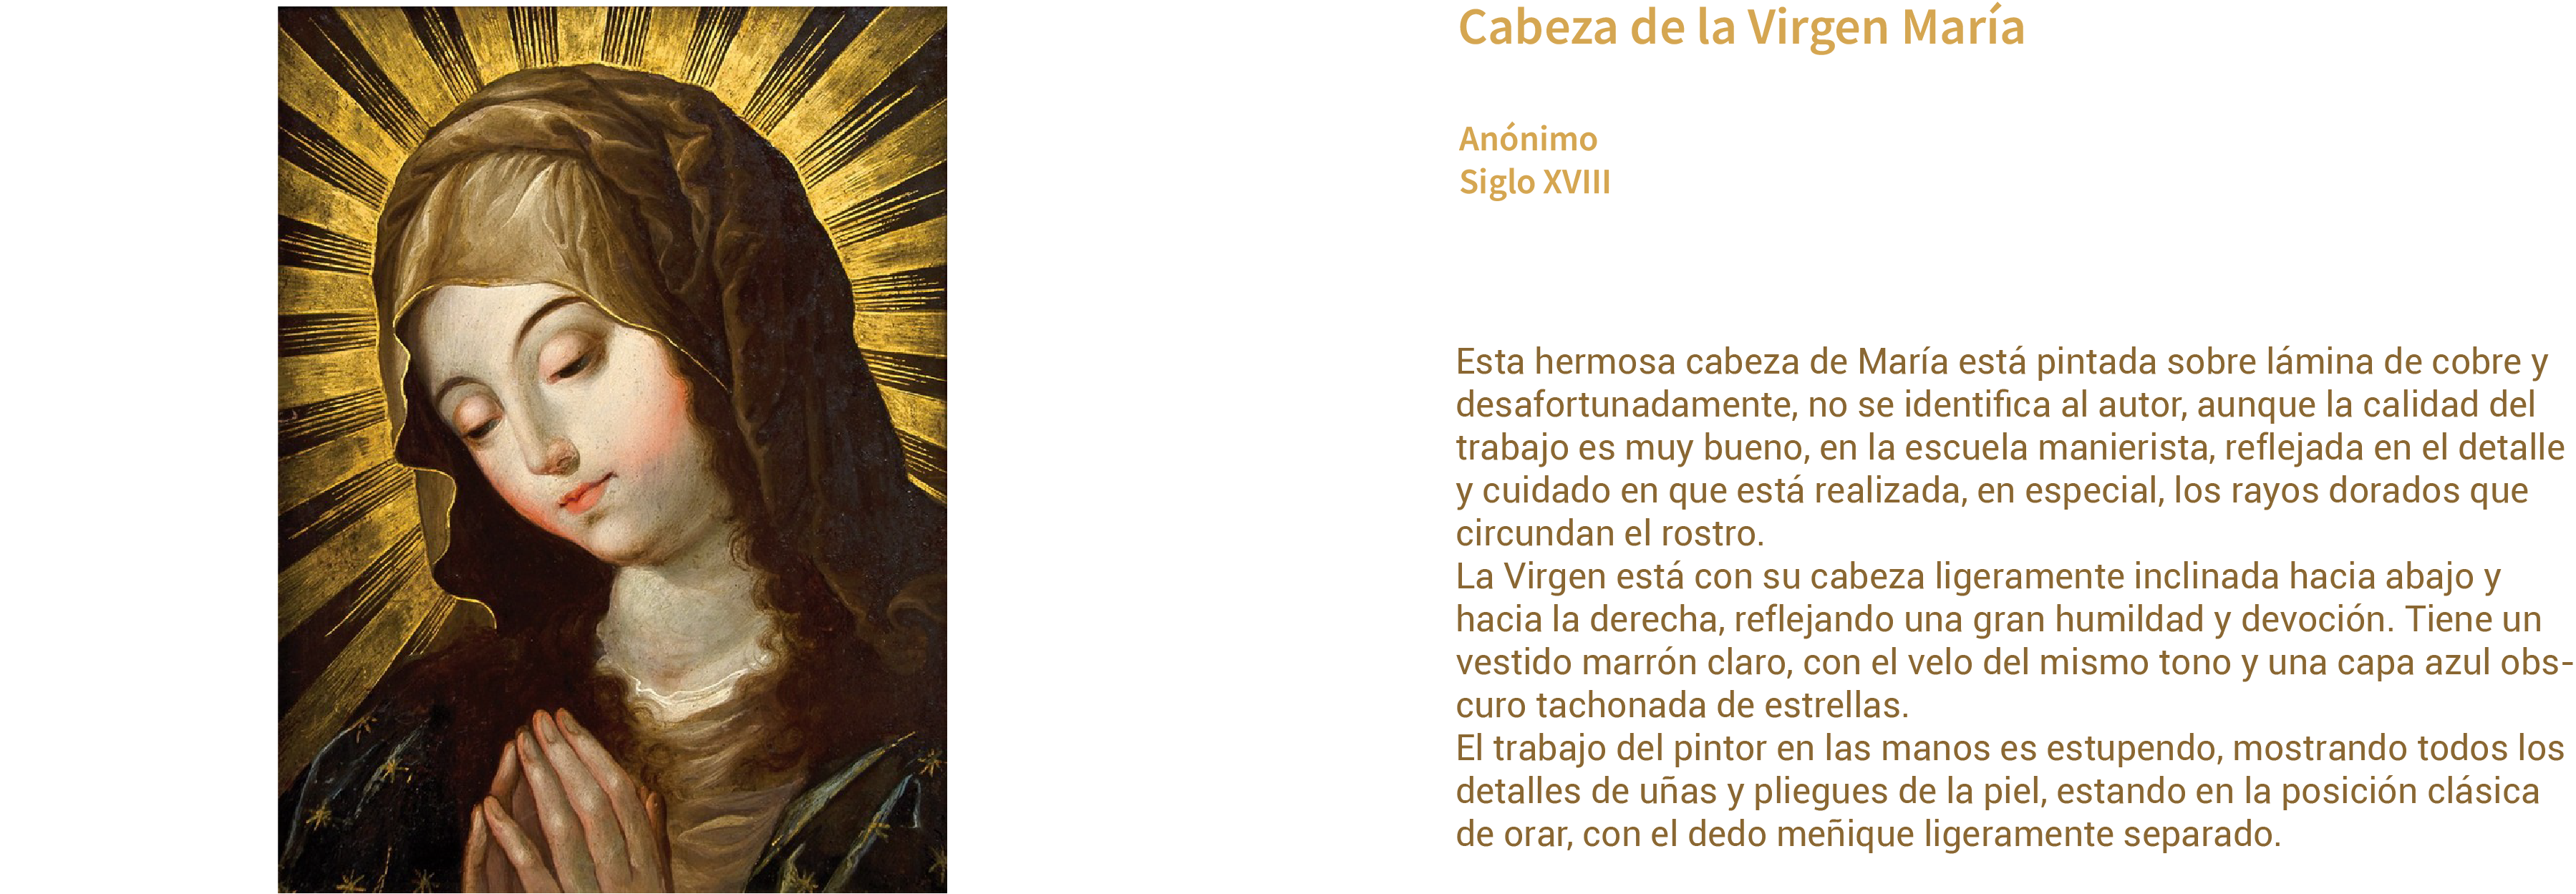 Cabeza de la Virgen María
Anónimo
Siglo XVIII
Esta hermosa cabeza de María está pintada sobre lámina de cobre y
desafortunadamente, no se identifica al autor, aunque la calidad del
trabajo es muy bueno, en la escuela manierista, reflejada en el detalle
y cuidado en que está realizada, en especial, los rayos dorados que
circundan el rostro.
La Virgen está con su cabeza ligeramente inclinada hacia abajo y
hacia la derecha, reflejando una gran humildad y devoción. Tiene un
vestido marrón claro, con el velo del mismo tono y una capa azul obs-
curo tachonada de estrellas.
El trabajo del pintor en las manos es estupendo, mostrando todos los
detalles de uñas y pliegues de la piel, estando en la posición clásica
de orar, con el dedo meñique ligeramente separado.